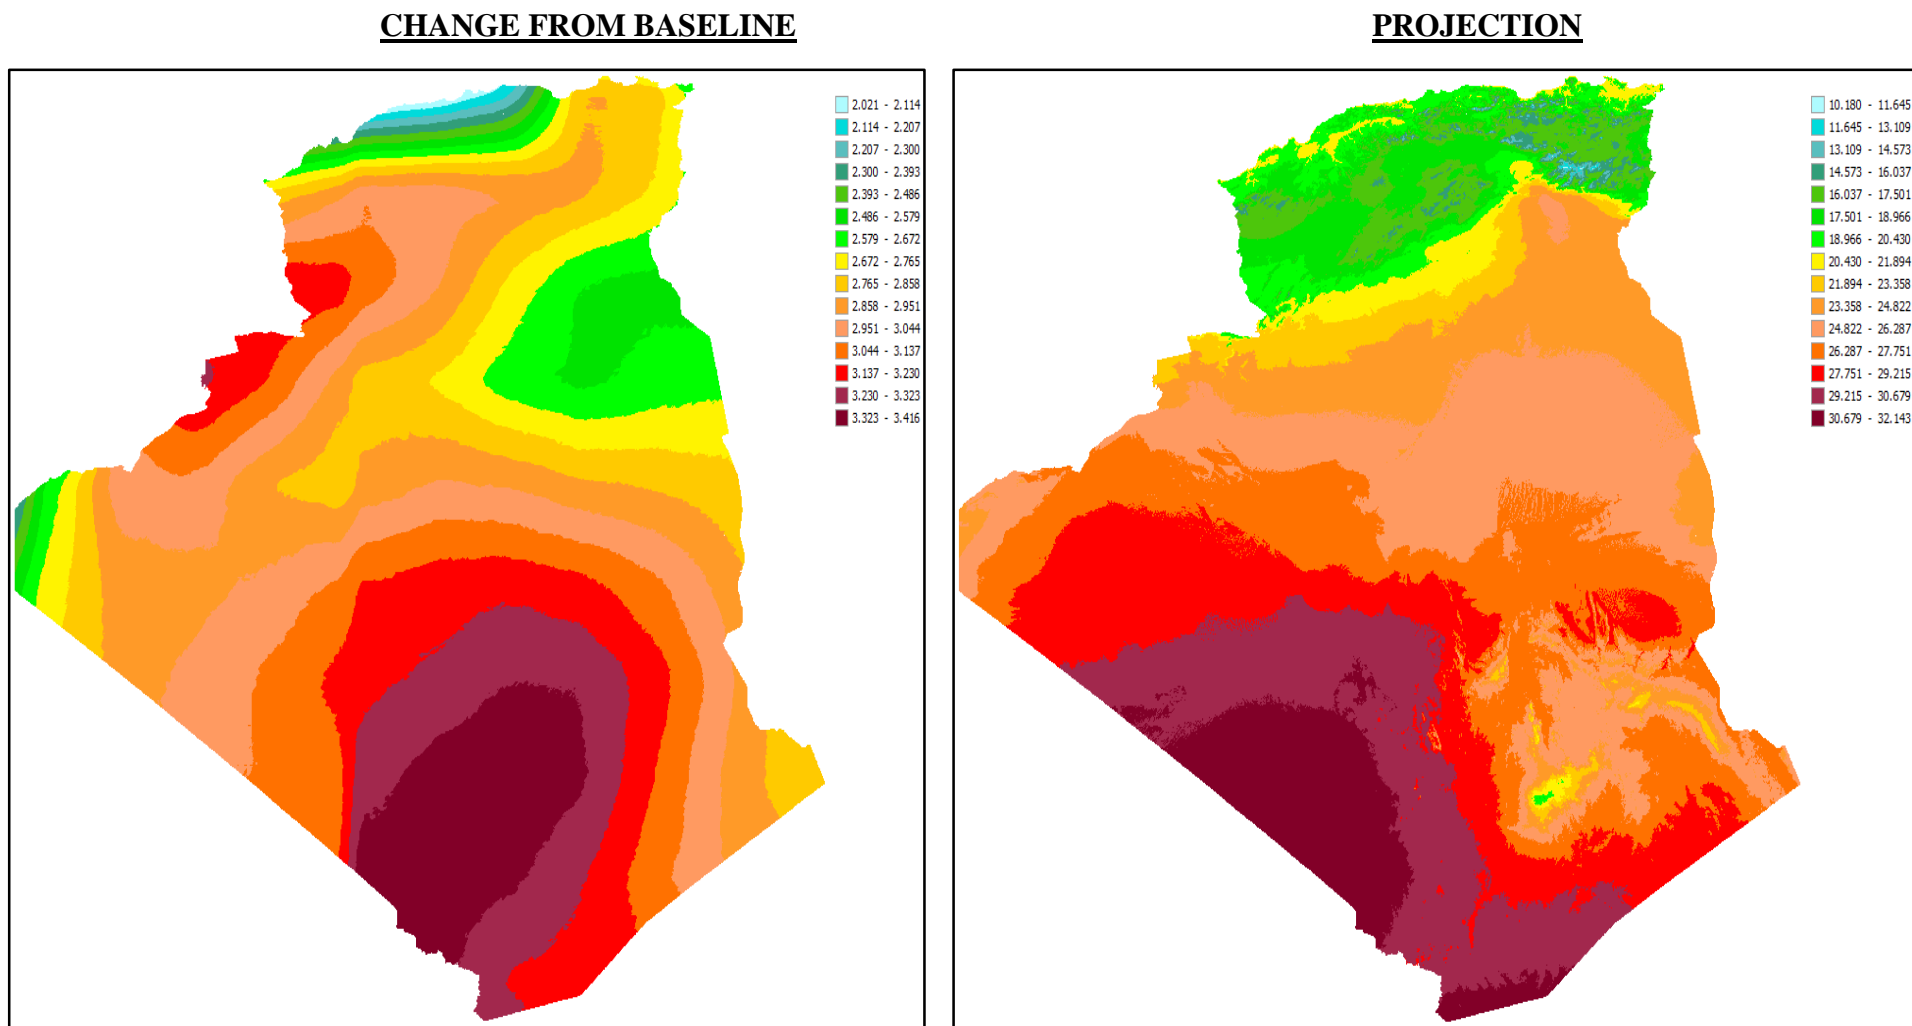 CHANGE FROM BASELINE
PROJECTION
2.021 - 2.114
2.114 - 2.207
2.207 - 2.300
2.300 - 2.393
2.393 - 2.486
2.486 - 2.579
2.579 - 2.672
2.672 - 2.765
2.765 - 2.858
2.858 - 2.951
2.951 - 3.044
3.044 - 3.137
3.137 - 3.230
3.230 - 3.323
3.323 - 3.416
10.180 - 11.645
11.645 - 13.109
13.109 - 14.573
14.573 - 16.037
16.037 - 17.501
17.501 - 18.966
18.966 - 20.430
20.430 - 21.894
21.894 - 23.358
23.358 - 24.822
24.822 - 26.287
26.287 - 27.751
27.751 - 29.215
29.215 - 30.679
30.679 - 32.143